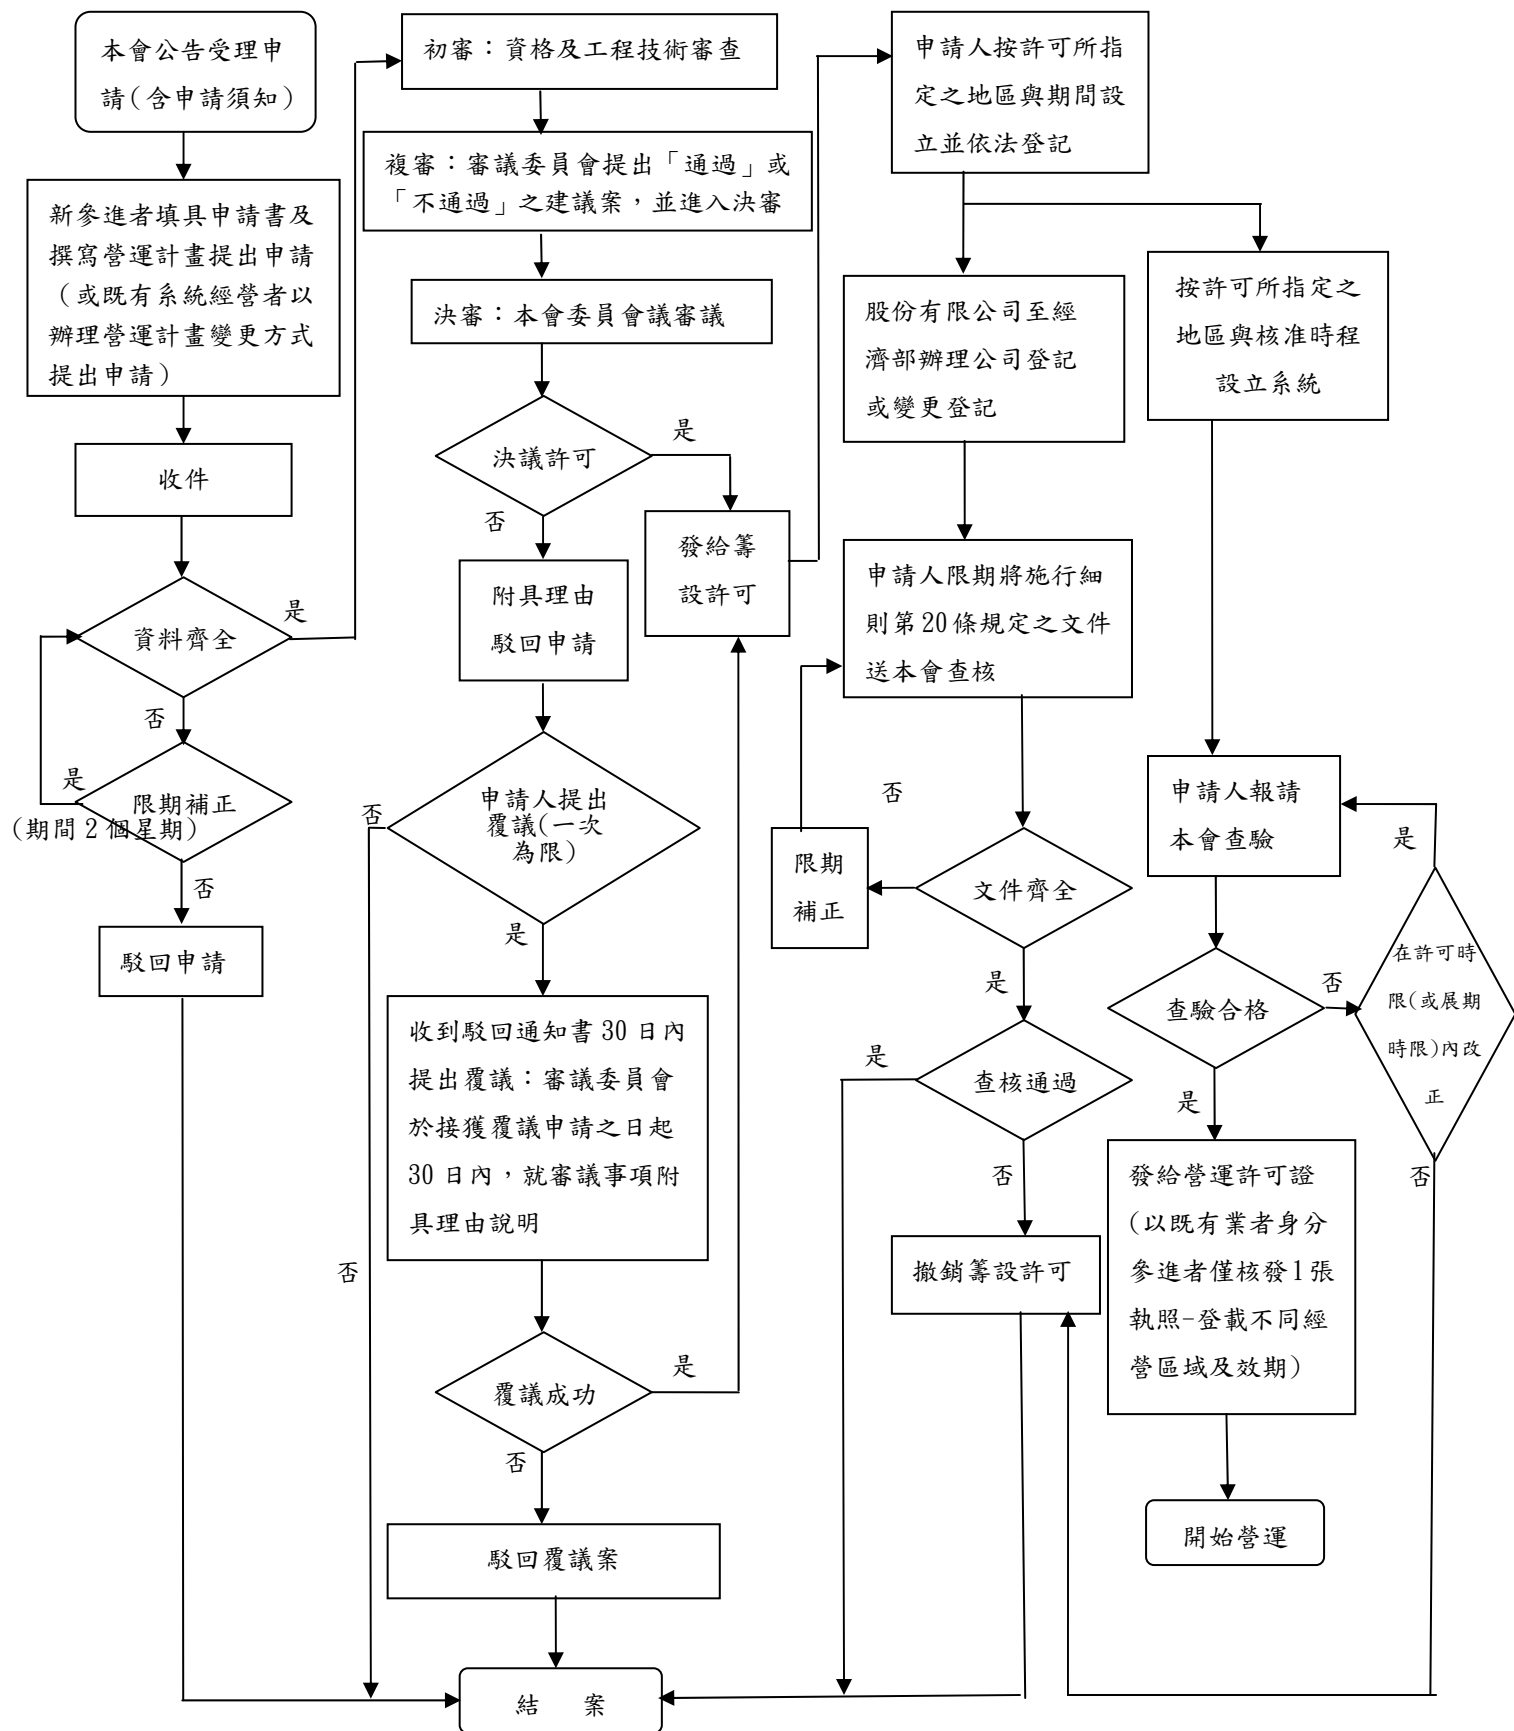 本會公告受理申
請(含申請須知)
新參進者填具申請書及
撰寫營運計畫提出申請
(或既有系統經營者以
辦理營運計畫變更方式
提出申請)
收件
資料齊全
是
否
限期補正
(期間2個星期)
是
否
駁回申請
初審：資格及工程技術審查
複審：審議委員會提出「通過」或
「不通過」之建議案，並進入決審
決審：本會委員會議審議
決議許可
是
否
發給籌
設許可
附具理由
駁回申請
申請人提出
覆議(一次
為限)
否
是
收到駁回通知書30日內
提出覆議：審議委員會
於接獲覆議申請之日起
30日內，就審議事項附
具理由說明
否
覆議成功
是
否
駁回覆議案
結 案
申請人按許可所指
定之地區與期間設
立並依法登記
股份有限公司至經
濟部辦理公司登記
或變更登記
申請人限期將施行細
則第20條規定之文件
送本會查核
否
限期
補正
文件齊全
是
查核通過
是
否
撤銷籌設許可
按許可所指定之
地區與核准時程
設立系統
申請人報請
本會查驗
是
查驗合格
否
在許可時
限(或展期
時限)內改
正
是
否
發給營運許可證
(以既有業者身分
參進者僅核發1張
執照-登載不同經
營區域及效期)
開始營運